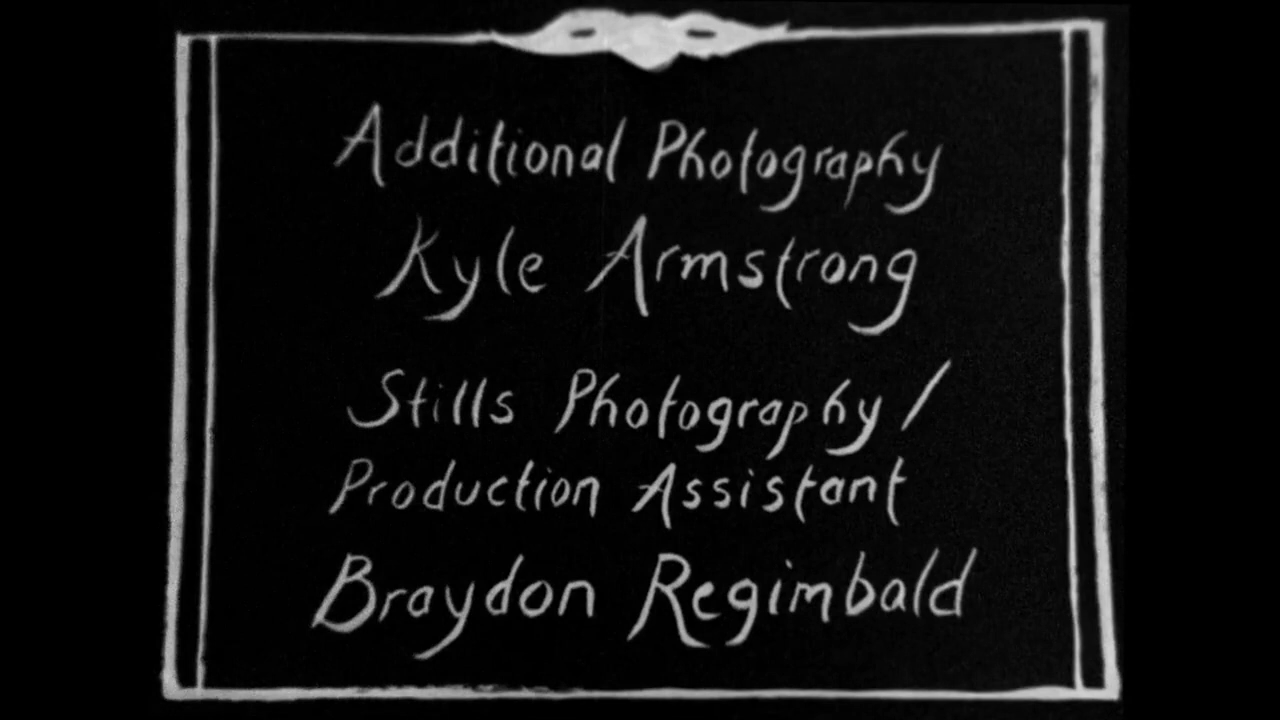 Additional Photography
Kyle Armstrong
Stills Photography /
Production Assistant
Braydon Regimbald